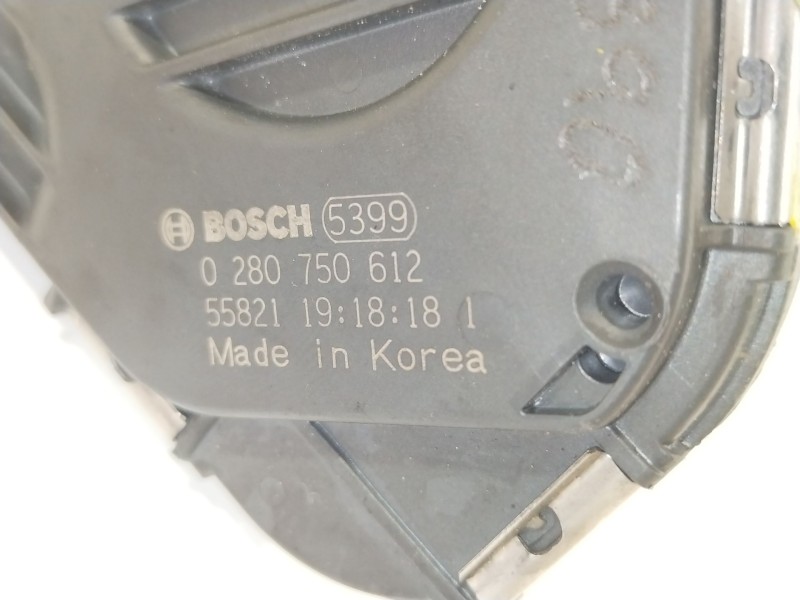 BOSCH 5399
0 280 750 612
55821 19:18:18 1
Made in Korea